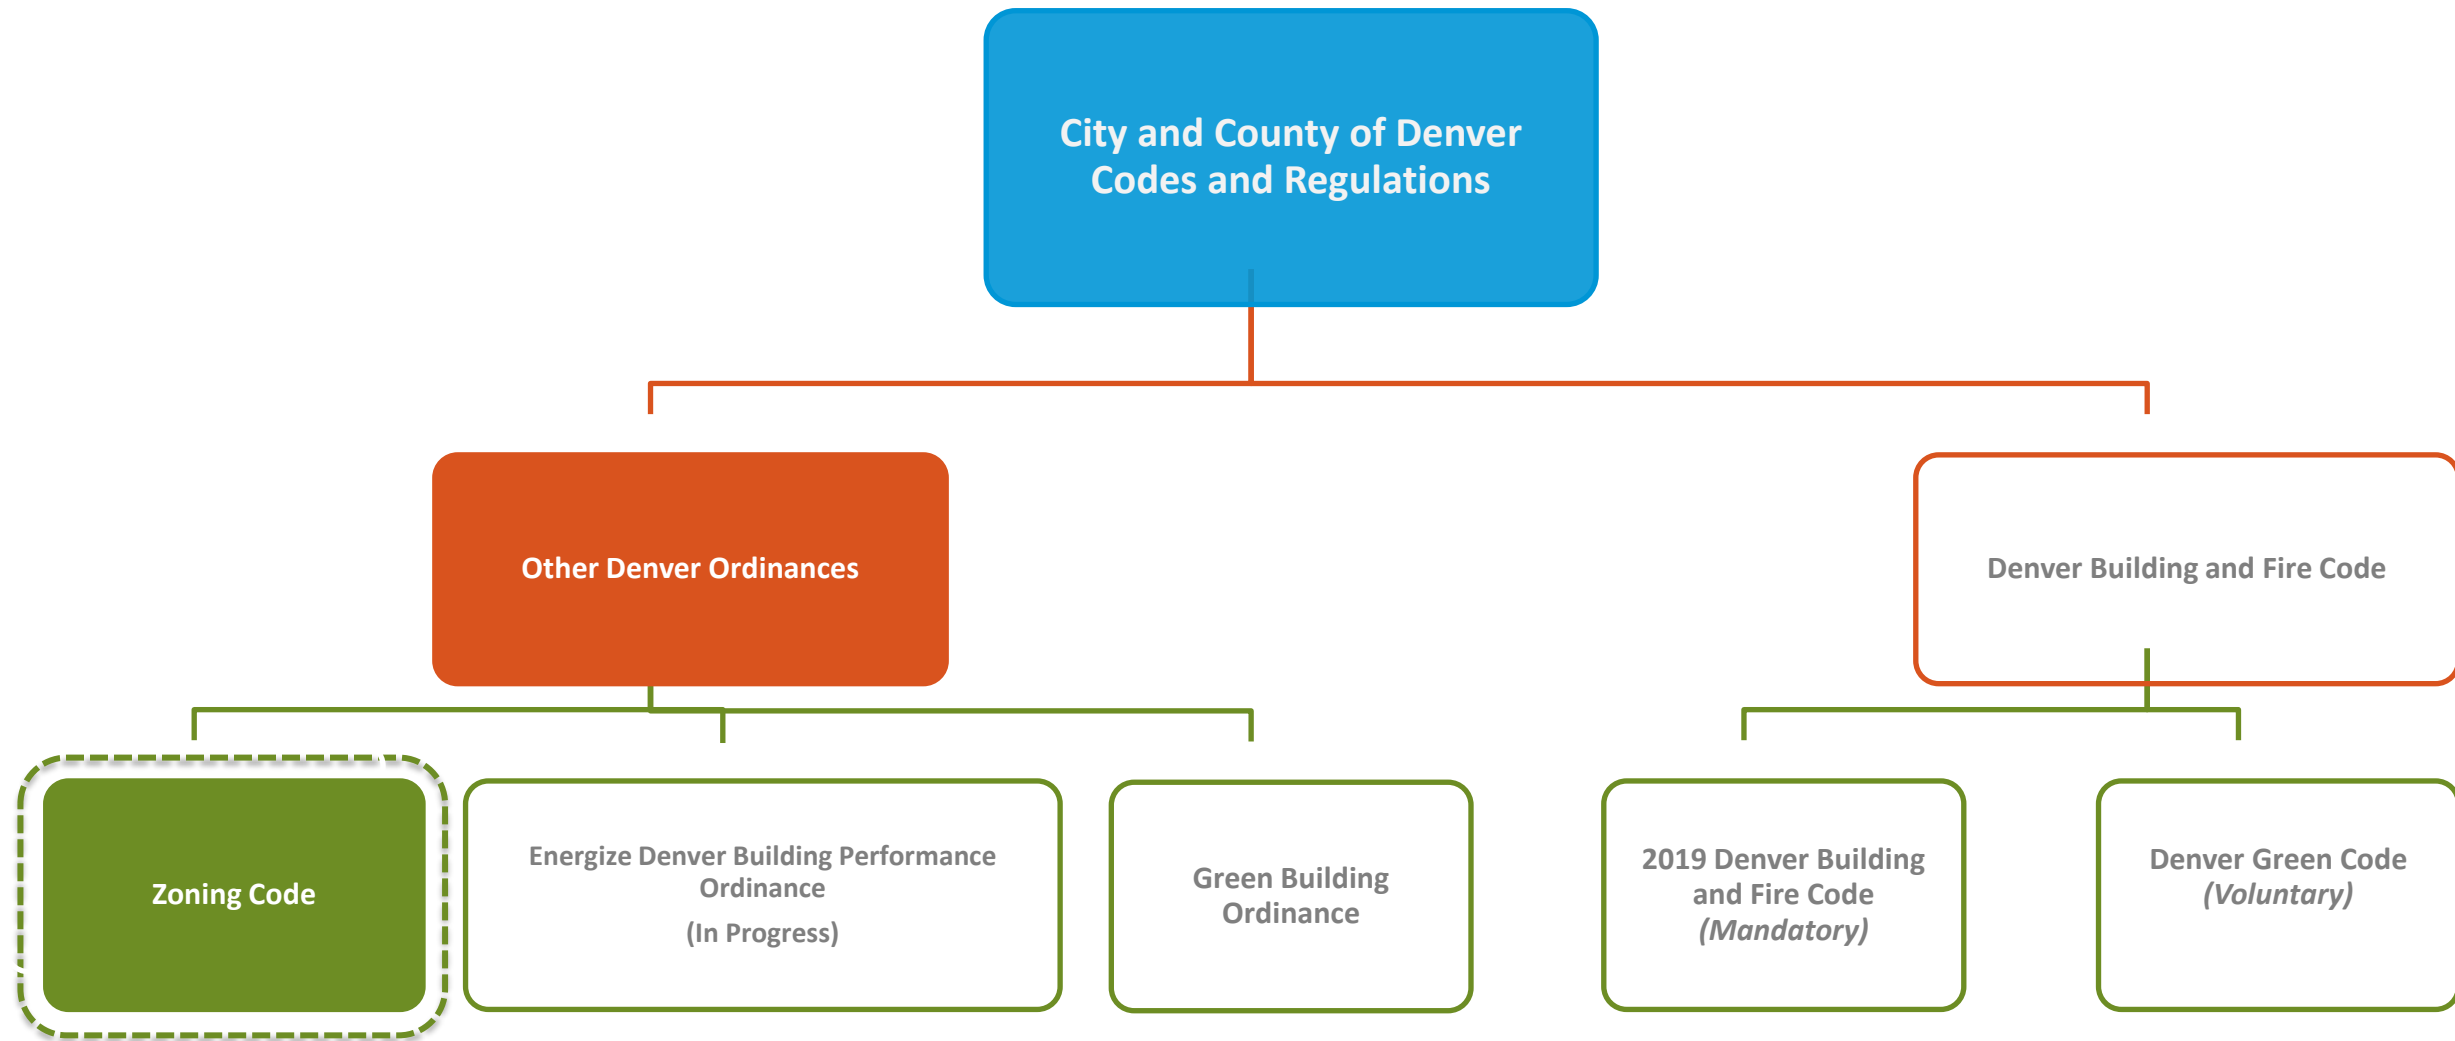 City and County of Denver
Codes and Regulations
Other Denver Ordinances
Denver Building and Fire Code
Zoning Code
Energize Denver Building Performance
Ordinance
(In Progress)
Green Building
Ordinance
2019 Denver Building
and Fire Code
(Mandatory)
Denver Green Code
(Voluntary)